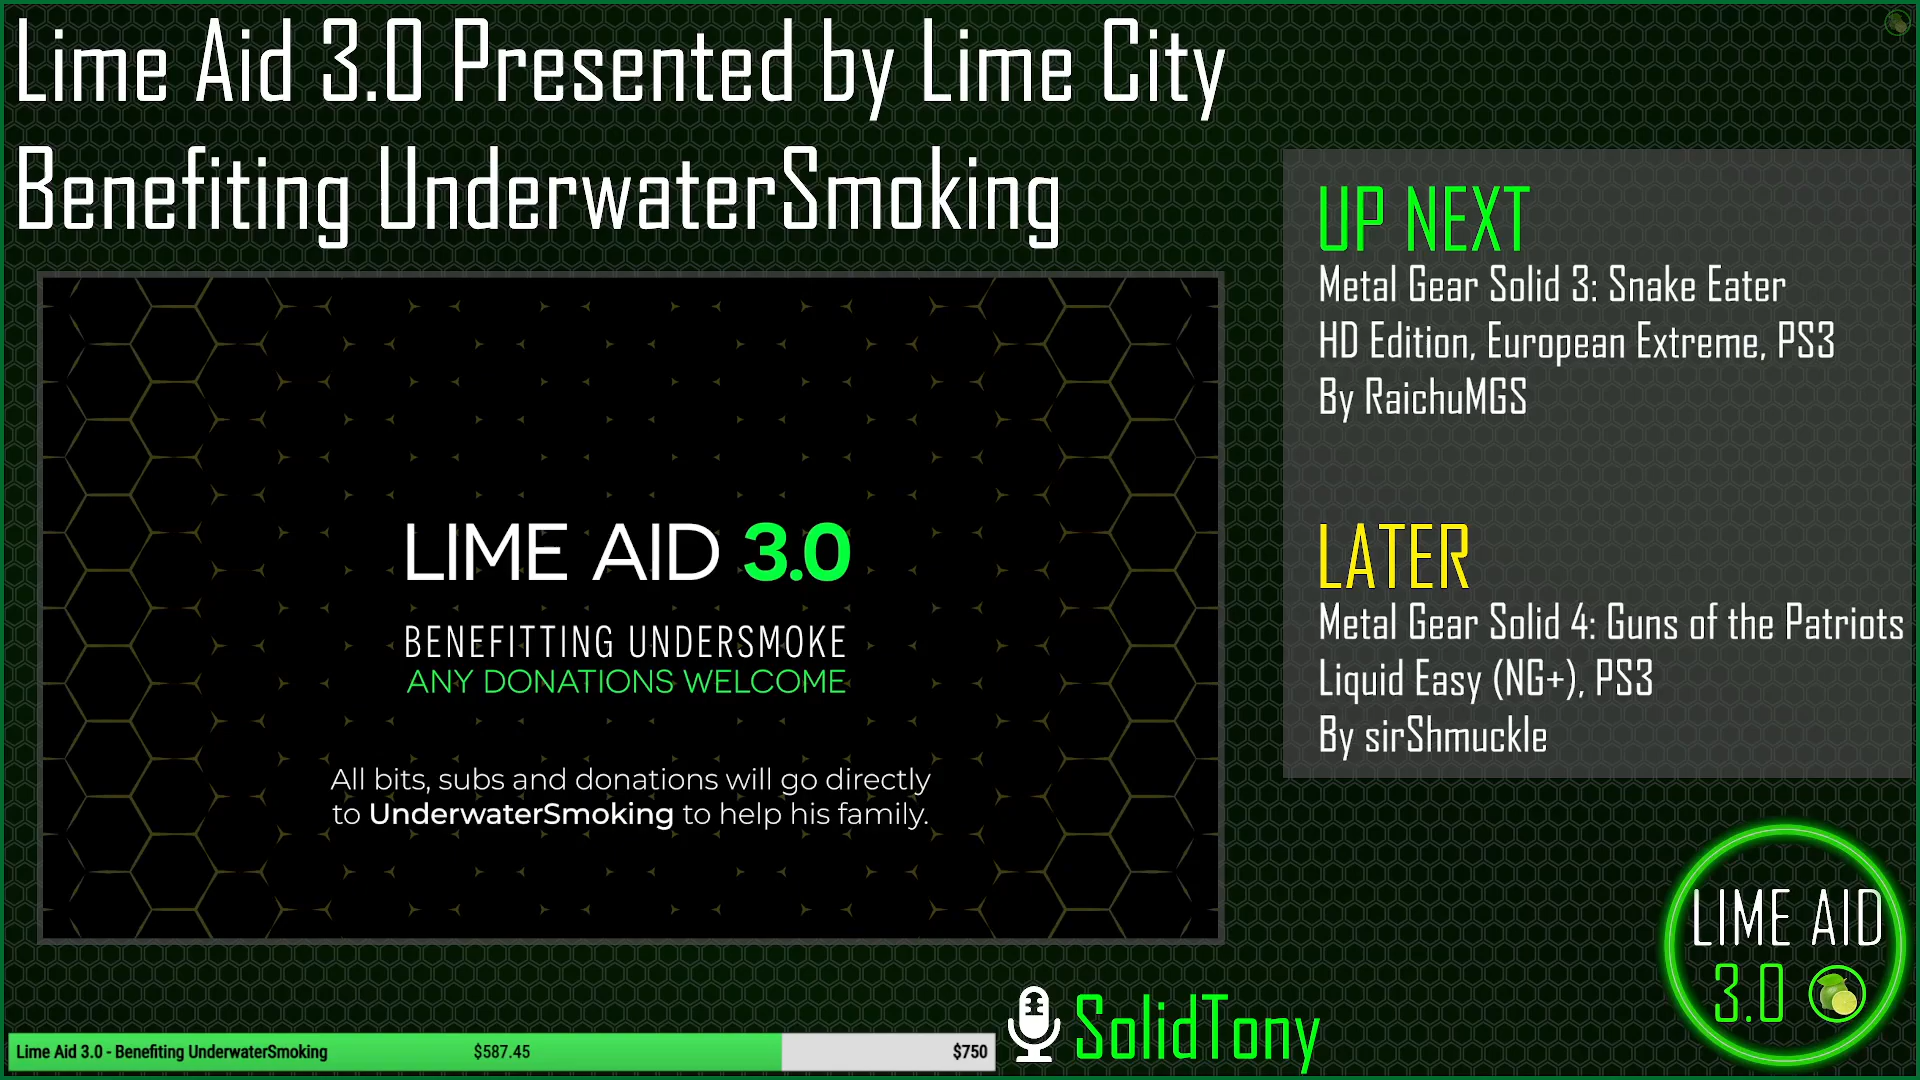 Lime Aid 3.0 Presented by Lime City
Benefiting UnderwaterSmoking
UP NEXT
Metal Gear Solid 3: Snake Eater
HD Edition, European Extreme, PS3
By RaichuMGS
LATER
Metal Gear Solid 4: Guns of the Patriots
Liquid Easy (NG+), PS3
By sirShmuckle
LIME AID 3.0
BENEFITTING UNDERSMOKE
ANY DONATIONS WELCOME
All bits, subs and donations will go directly
to UnderwaterSmoking to help his family.
LIME AID
3.0
Lime Aid 3.0 - Benefiting UnderwaterSmoking $587.45 $750
SolidTony